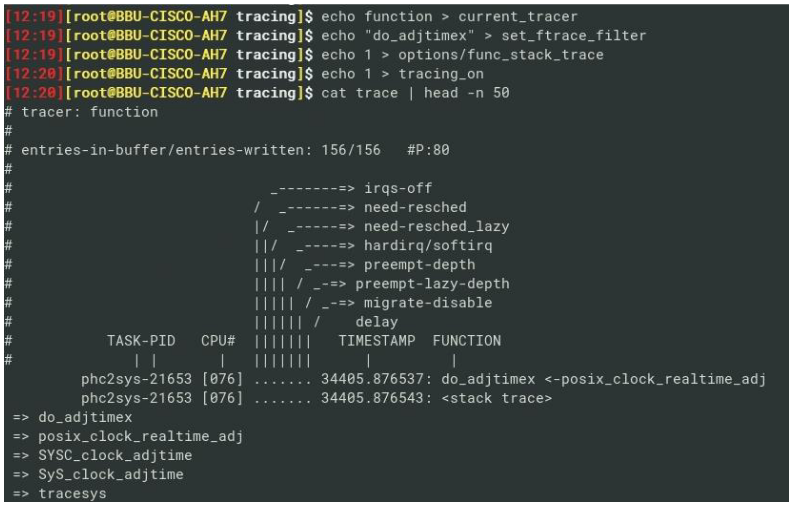 [12:19][root@BBU-CISCO-AH7 tracing]$ echo function > current_tracer
[12:19][root@BBU-CISCO-AH7 tracing]$ echo "do_adjtimex" > set_ftrace_filter
[12:19][root@BBU-CISCO-AH7 tracing]$ echo 1 > options/func_stack_trace
[12:20][root@BBU-CISCO-AH7 tracing]$ echo 1 > tracing_on
[12:20][root@BBU-CISCO-AH7 tracing]$ cat trace | head -n 50
# tracer: function
#
# entries-in-buffer/entries-written: 156/156   #P:80
#
#                              _-------=> irqs-off
#                            /  _------=> need-resched
#                            |/  _-----=> need-resched_lazy
#                            ||/  _----=> hardirq/softirq
#                            |||/  _---=> preempt-depth
#                            |||| / _--=> preempt-lazy-depth
#                            ||||| / _-=> migrate-disable
#                            |||||| /    delay
#           TASK-PID   CPU#  |||||||   TIMESTAMP  FUNCTION
#              | |       |   |||||||      |         |
         phc2sys-21653 [076] ....... 34405.876537: do_adjtimex <-posix_clock_realtime_adj
         phc2sys-21653 [076] ....... 34405.876543: <stack trace>
 => do_adjtimex
 => posix_clock_realtime_adj
 => SYSC_clock_adjtime
 => SyS_clock_adjtime
 => tracesys